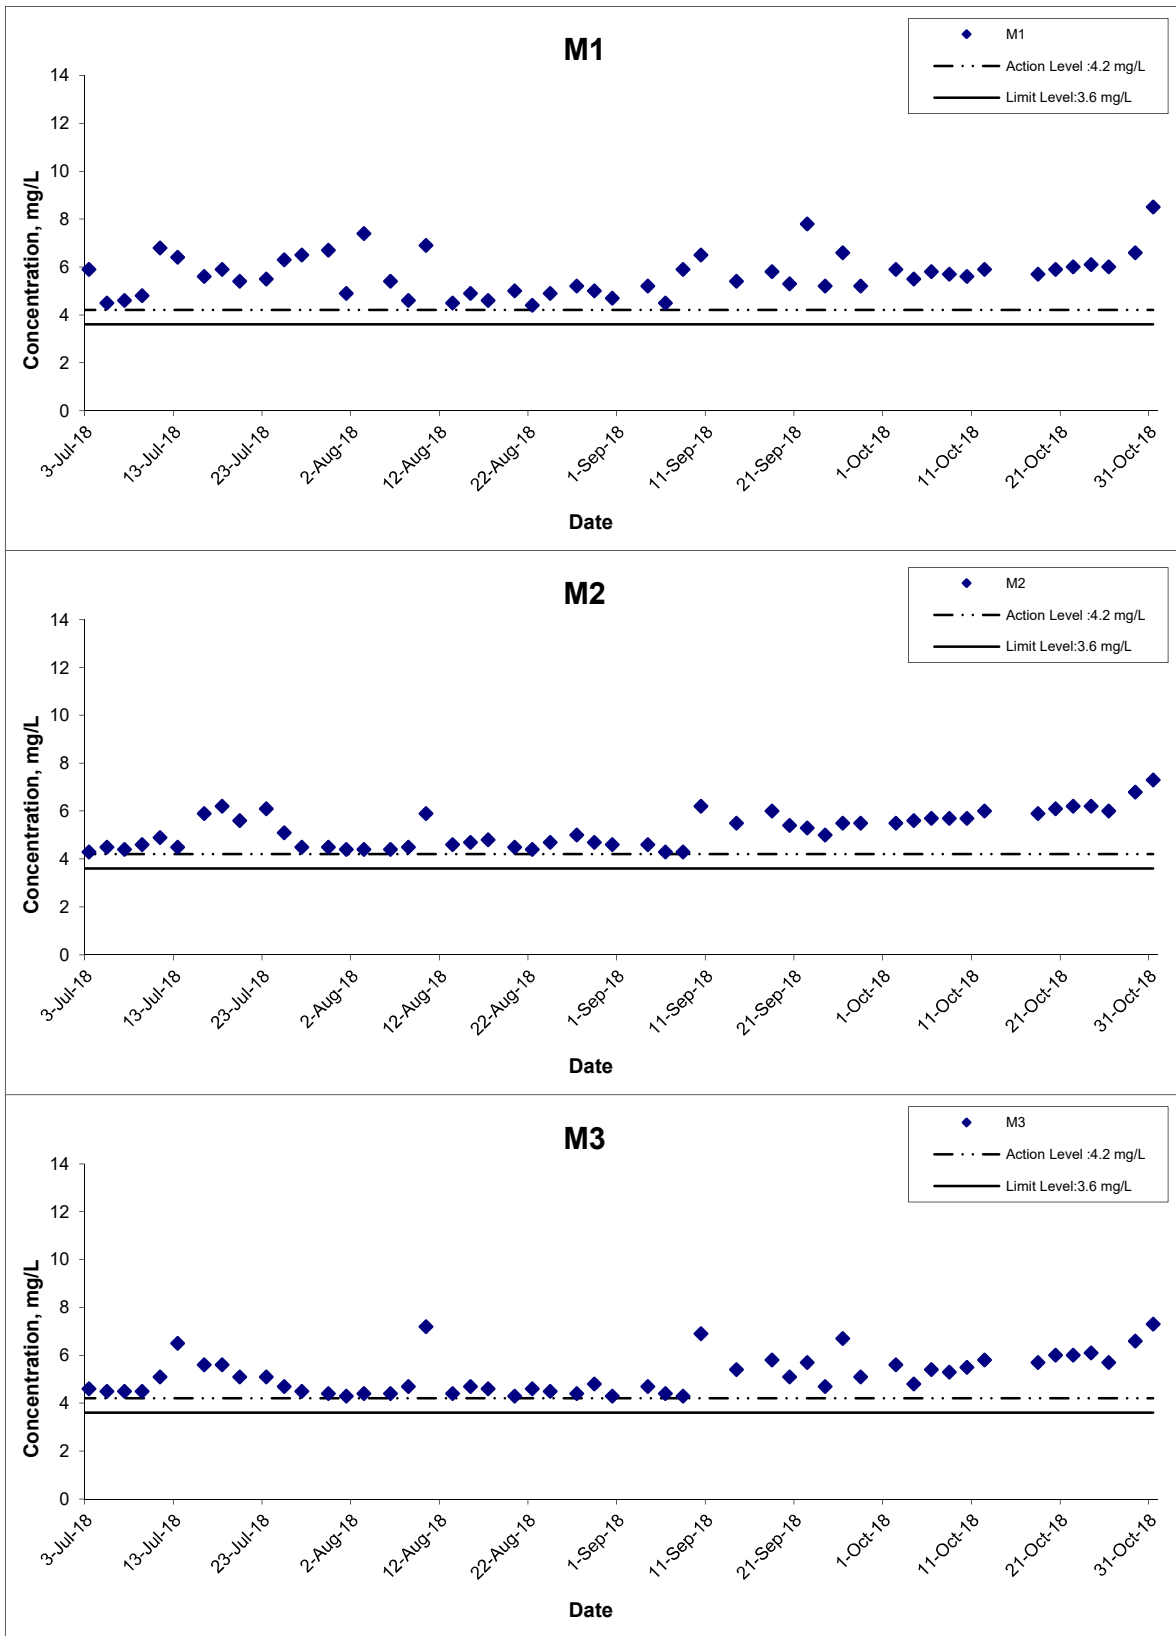 M1
M1
Action Level :4.2 mg/L
Limit Level:3.6 mg/L
14
12
10
8
6
4
2
0
Concentration, mg/L
3-Jul-18
13-Jul-18
23-Jul-18
2-Aug-18
12-Aug-18
22-Aug-18
1-Sep-18
11-Sep-18
21-Sep-18
1-Oct-18
11-Oct-18
21-Oct-18
31-Oct-18
Date
M2
M2
Action Level :4.2 mg/L
Limit Level:3.6 mg/L
14
12
10
8
6
4
2
0
Concentration, mg/L
3-Jul-18
13-Jul-18
23-Jul-18
2-Aug-18
12-Aug-18
22-Aug-18
1-Sep-18
11-Sep-18
21-Sep-18
1-Oct-18
11-Oct-18
21-Oct-18
31-Oct-18
Date
M3
M3
Action Level :4.2 mg/L
Limit Level:3.6 mg/L
14
12
10
8
6
4
2
0
Concentration, mg/L
3-Jul-18
13-Jul-18
23-Jul-18
2-Aug-18
12-Aug-18
22-Aug-18
1-Sep-18
11-Sep-18
21-Sep-18
1-Oct-18
11-Oct-18
21-Oct-18
31-Oct-18
Date